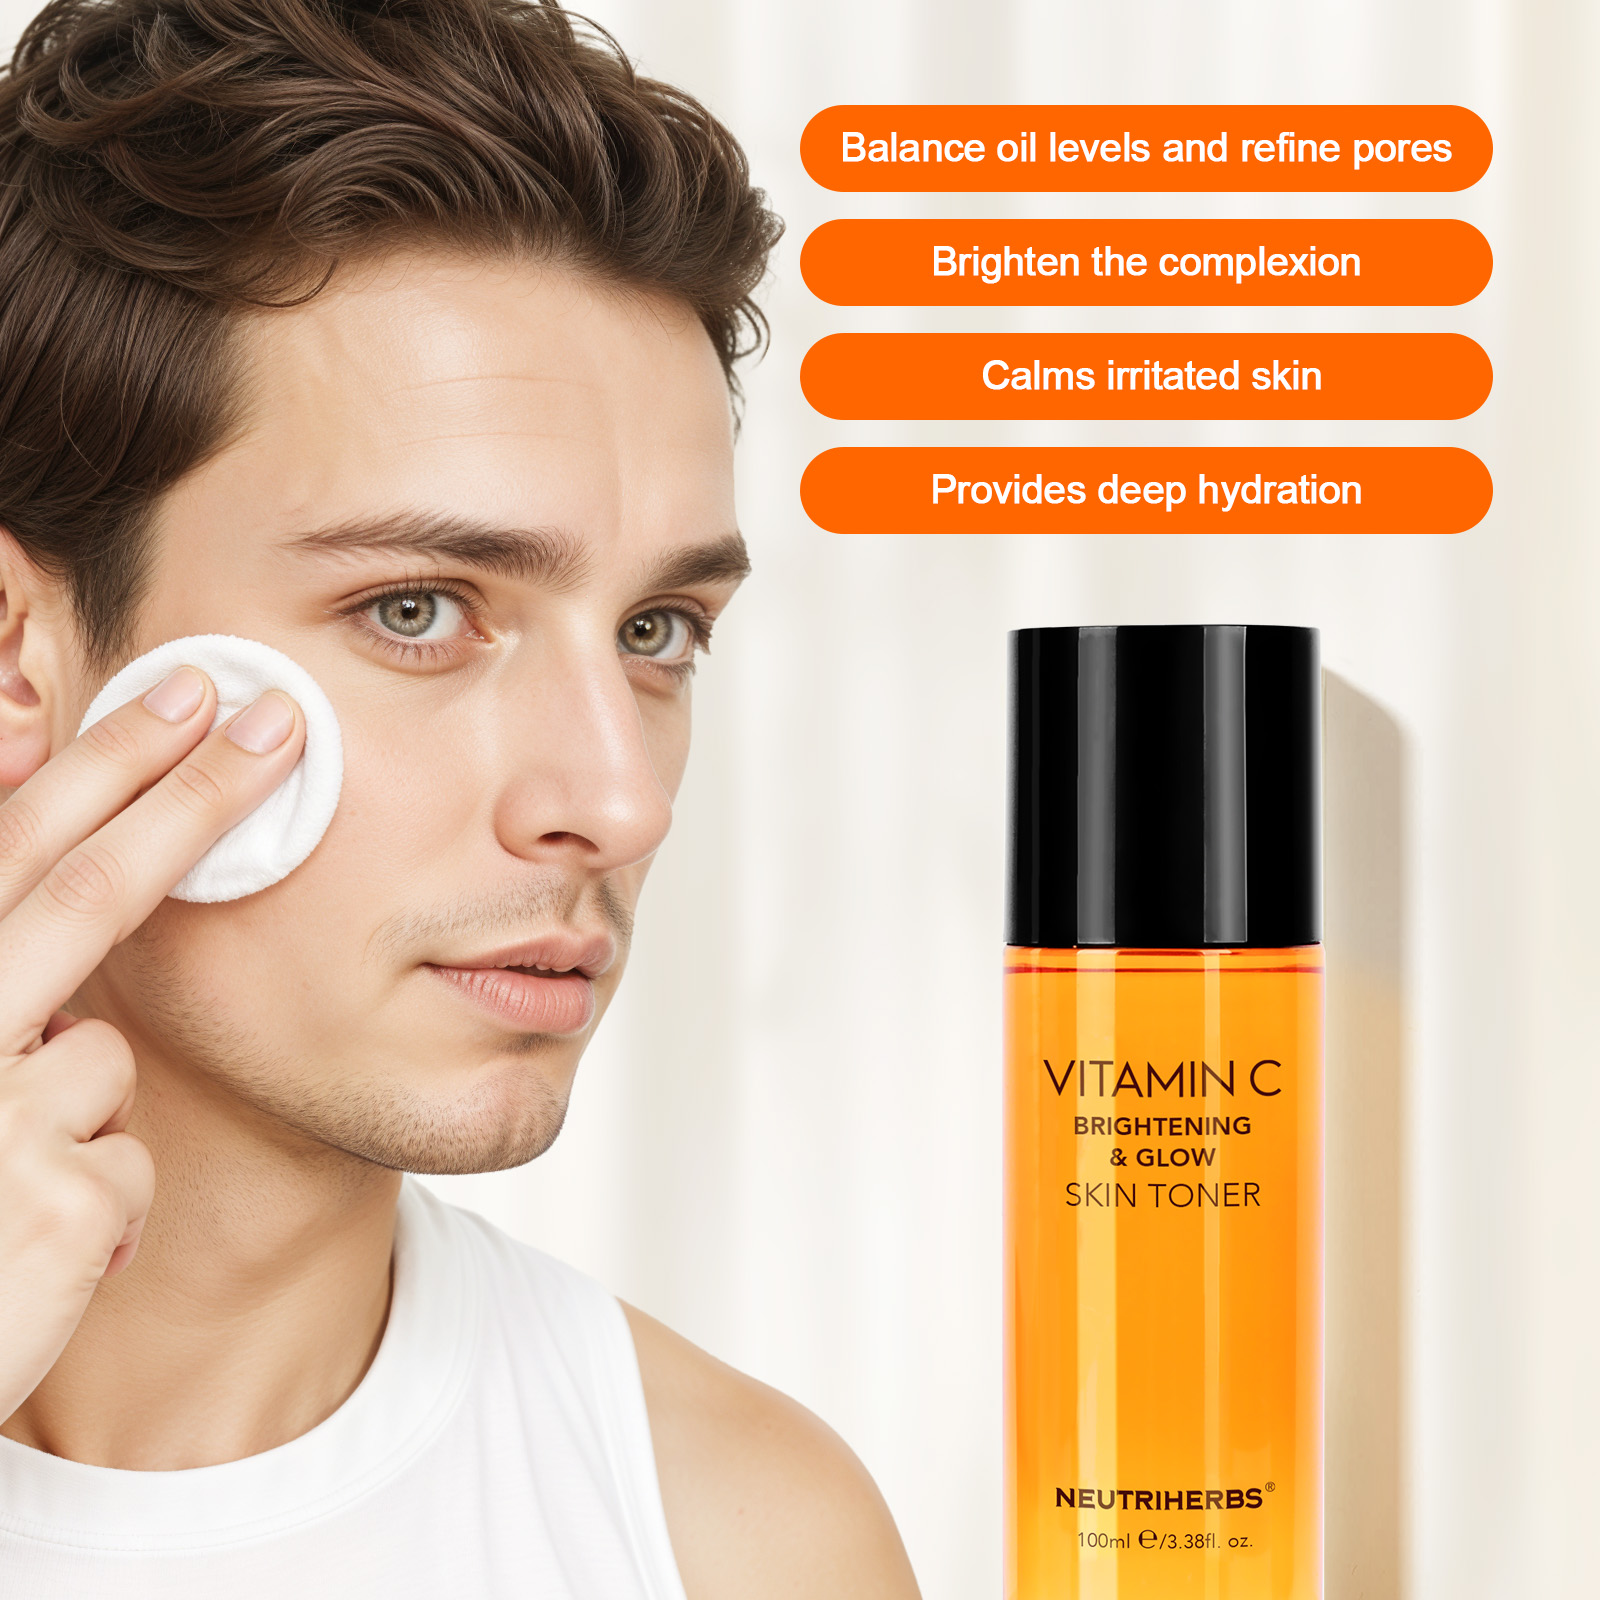 Balance oil levels and refine pores
Brighten the complexion
Calms irritated skin
Provides deep hydration
VITAMIN C
BRIGHTENING
& GLOW
SKIN TONER
NEUTRIHERBS®
100ml ℮/3.38fl. oz.